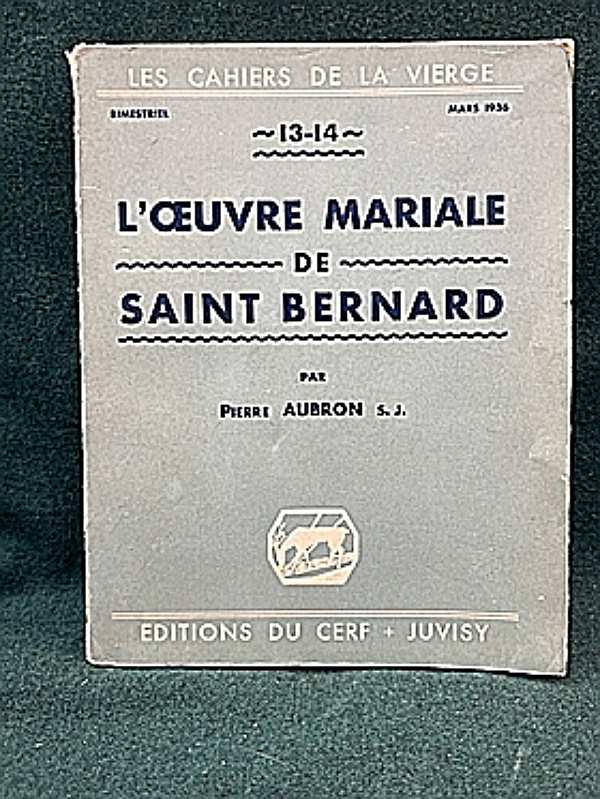 LES CAHIERS DE LA VIERGE
BIMESTRIEL MARS 1936
~13-14~
L'ŒUVRE MARIALE
DE
SAINT BERNARD
PAR
PIERRE AUBRON S. J.
EDITIONS DU CERF + JUVISY